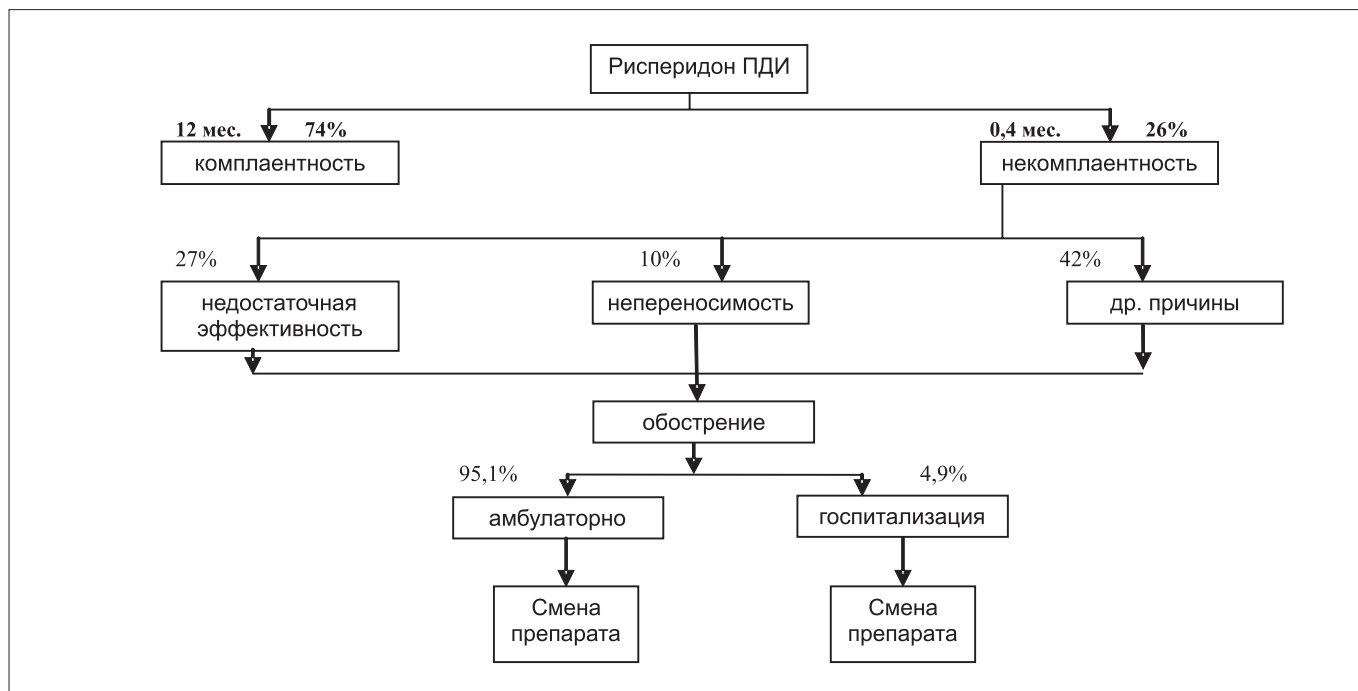 Рисперидон ПДИ
12 мес. 74%
0,4 мес. 26%
комплаентность
некомплаентность
27%
10%
42%
недостаточная
эффективность
непереносимость
др. причины
обострение
95,1%
4,9%
амбулаторно
госпитализация
Смена
препарата
Смена
препарата